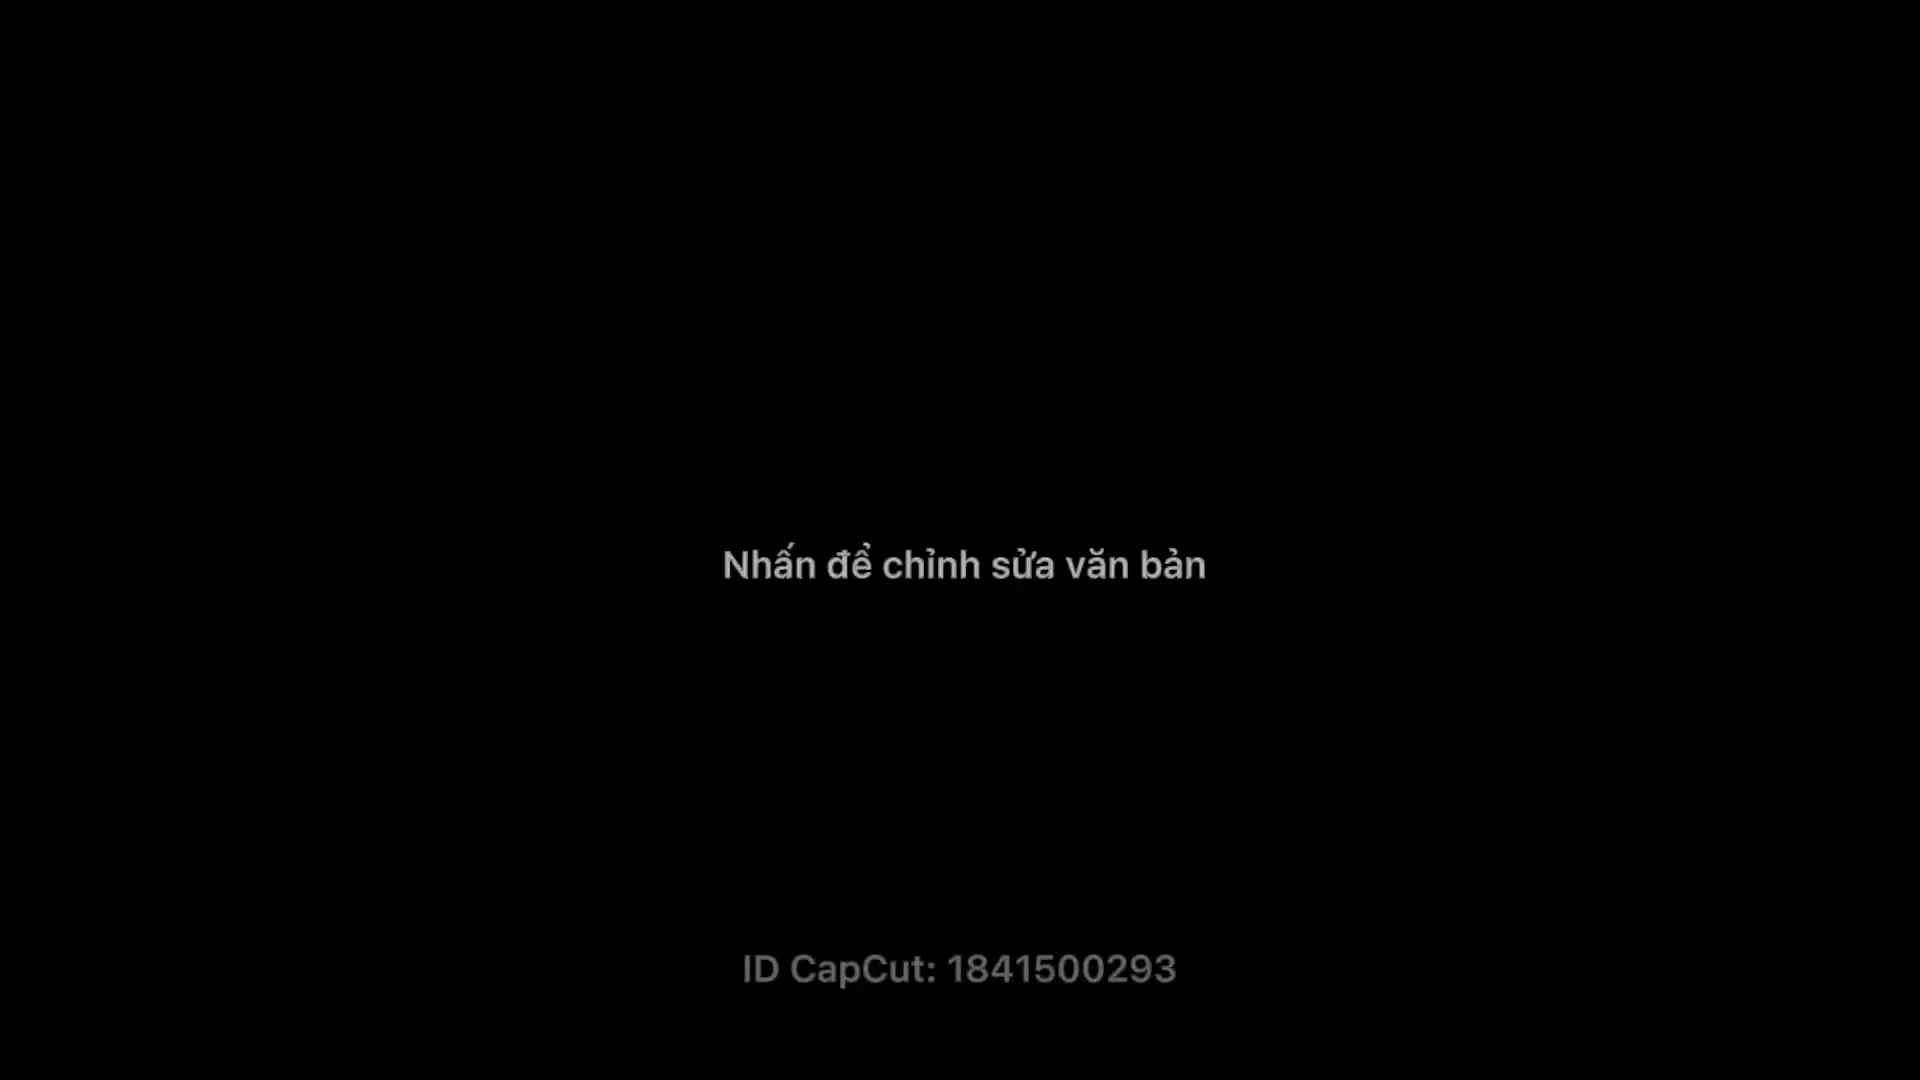 Nhấn để chỉnh sửa văn bản
ID CapCut: 1841500293